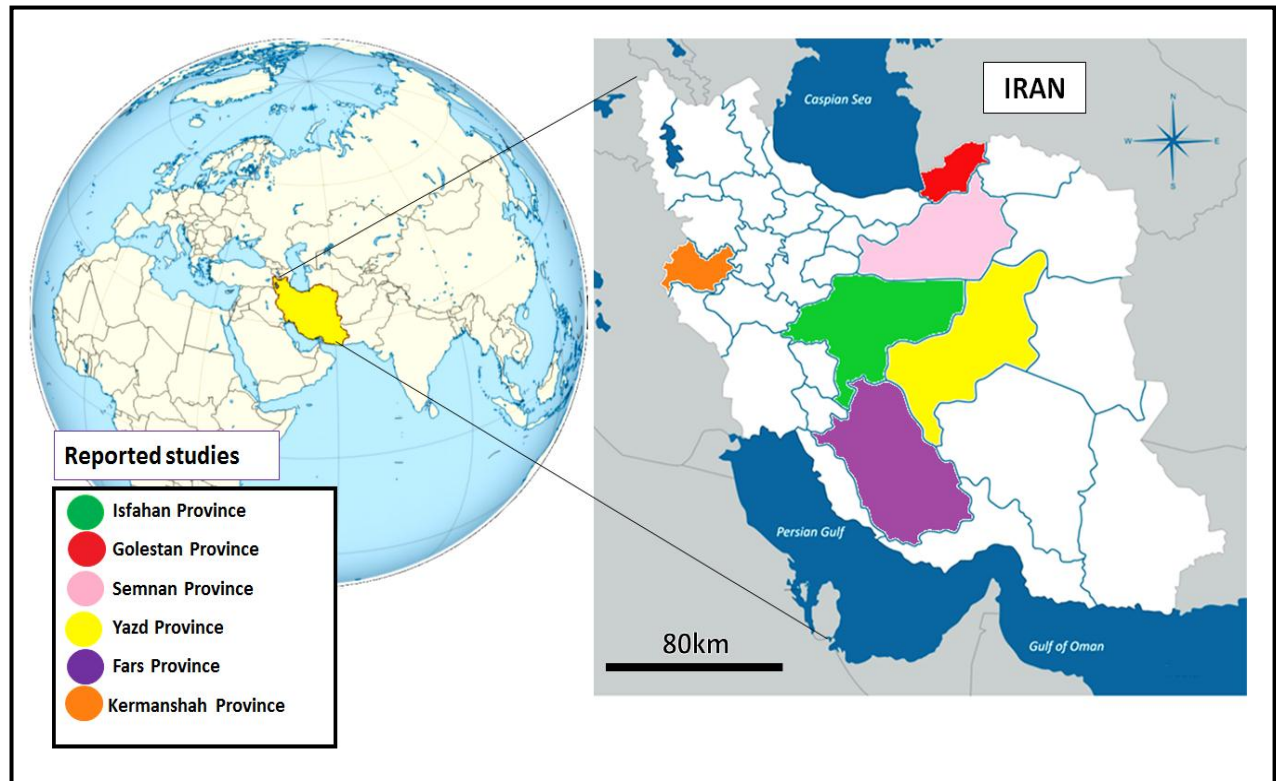 IRAN
Caspian Sea
N
W
E
S
Reported studies
Isfahan Province
Golestan Province
Semnan Province
Yazd Province
Fars Province
Kermanshah Province
Persian Gulf
80km
Gulf of Oman